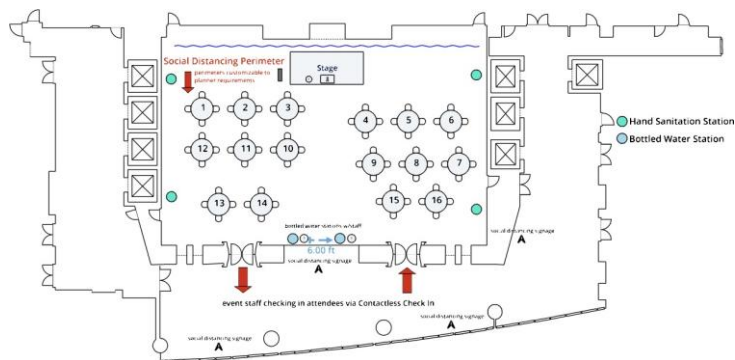 Social Distancing Perimeter
perimeters customizable to
planner requirements
Stage
1
2
3
4
5
6
12
11
10
9
8
7
13
14
15
16
Hand Sanitation Station
Bottled Water Station
bottled water stations w/staff
6.00 ft
social distancing signage
social distancing signage
event staff checking in attendees via Contactless Check In
social distancing signage
social distancing signage